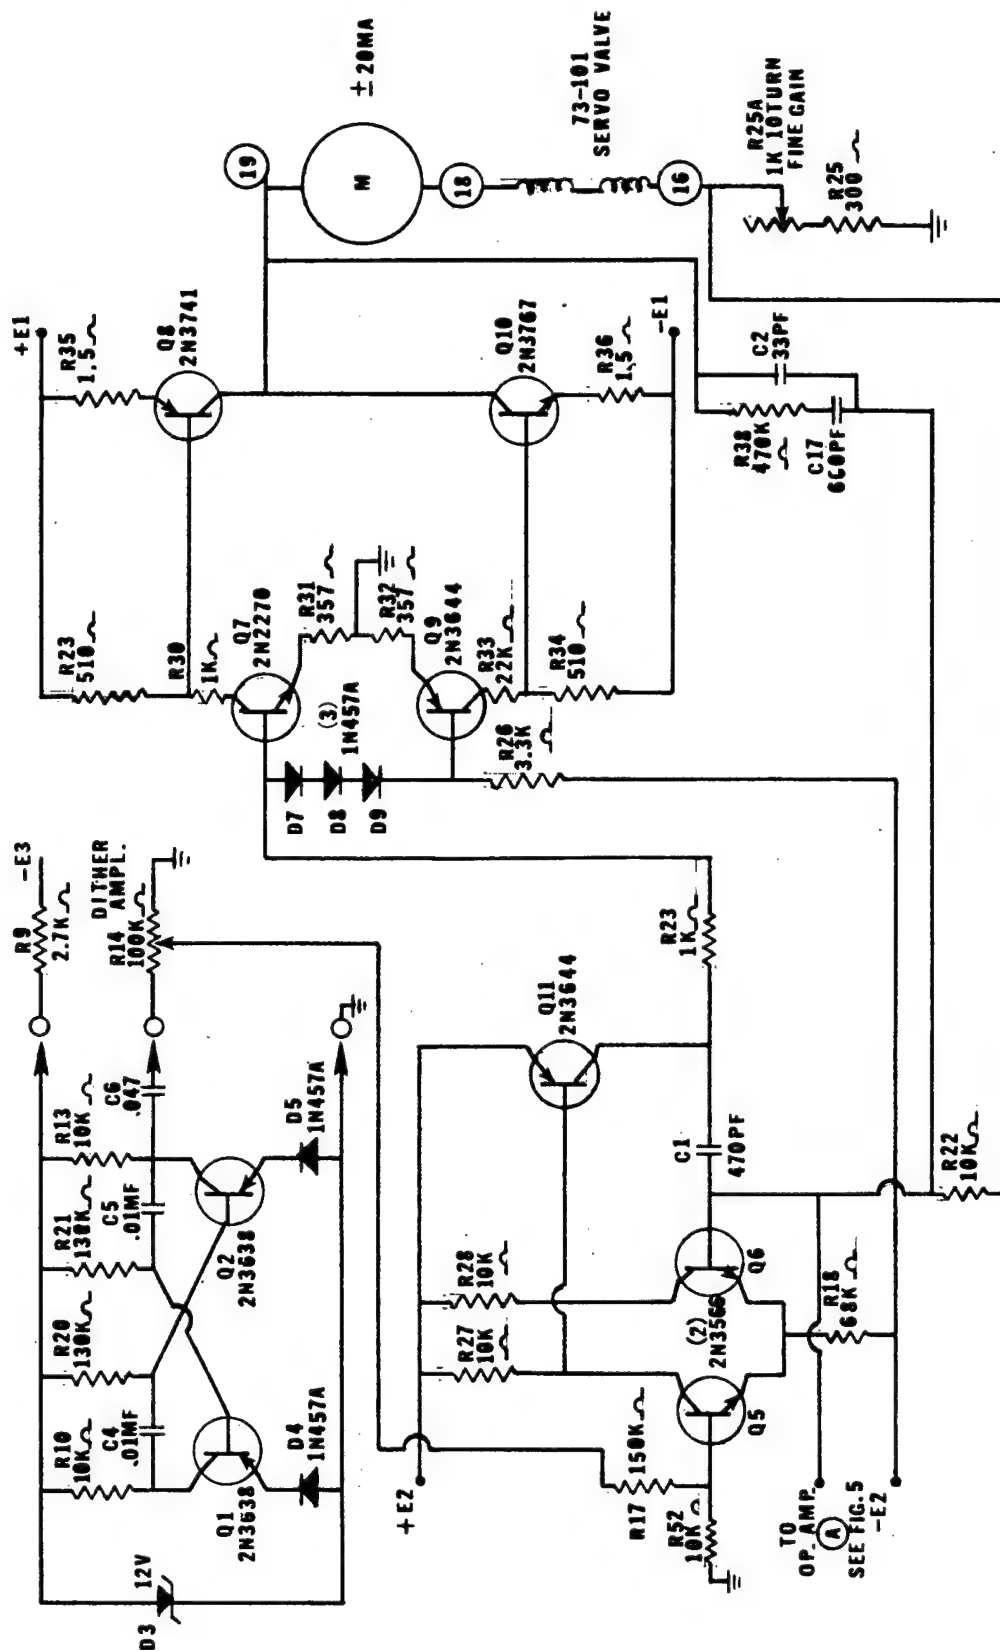 D3
12V
R10
10K
C4
.01MF
R20
130K
R21
130K
C5
.01MF
R13
10K
C6
.047
R9
2.7K
-E3
DITHER
AMPL.
R14
100K
Q1
2N3638
D4
1N457A
Q2
2N3638
D5
1N457A
+E2
R17
150K
R52
10K
R27
10K
R28
10K
Q5
(2)
2N3566
Q6
R18
68K
TO
OP. AMP.
A
SEE FIG. 5
-E2
C1
470PF
Q11
2N3644
R23
1K
R22
10K
D7
D8
D9
(3)
1N457A
R26
3.3K
R23
510
R30
1K
Q7
2N2270
R31
357
R32
357
Q9
2N3644
R33
22K
R34
510
+E1
R35
1.5
Q8
2N3741
Q10
2N3767
R36
1.5
-E1
R38
470K
C17
660PF
C2
33PF
19
M
± 20MA
18
73-101
SERVO VALVE
16
R25A
1K 10TURN
FINE GAIN
R25
300